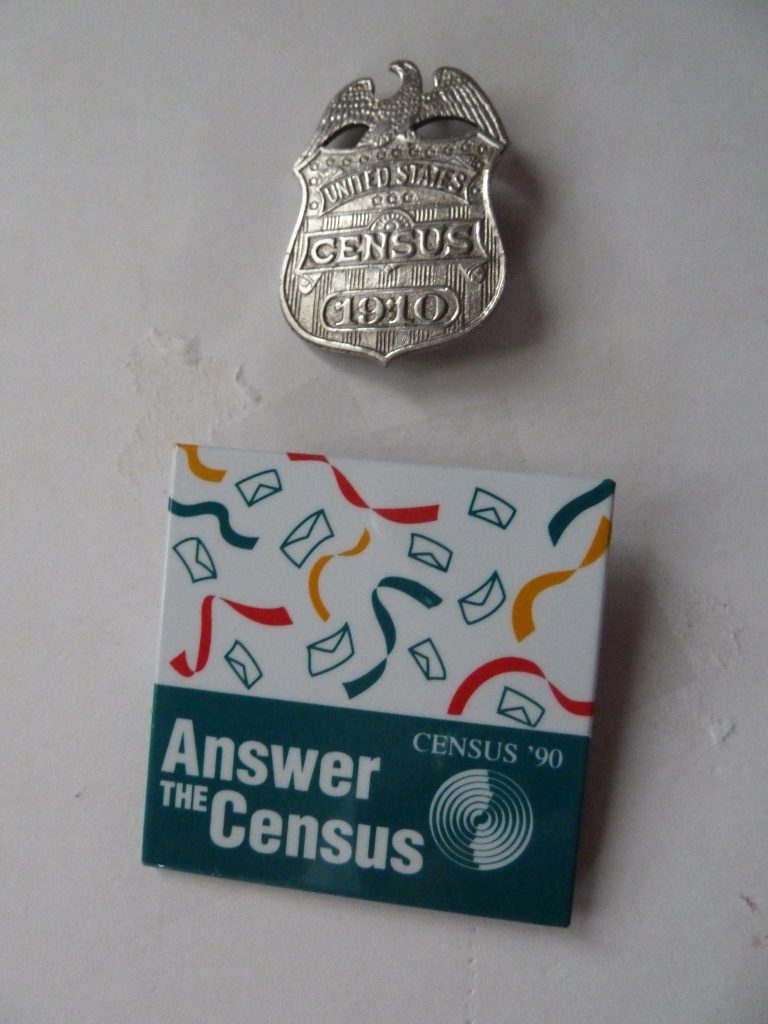 UNITED STATES
CENSUS
1910
CENSUS '90
Answer
THE Census